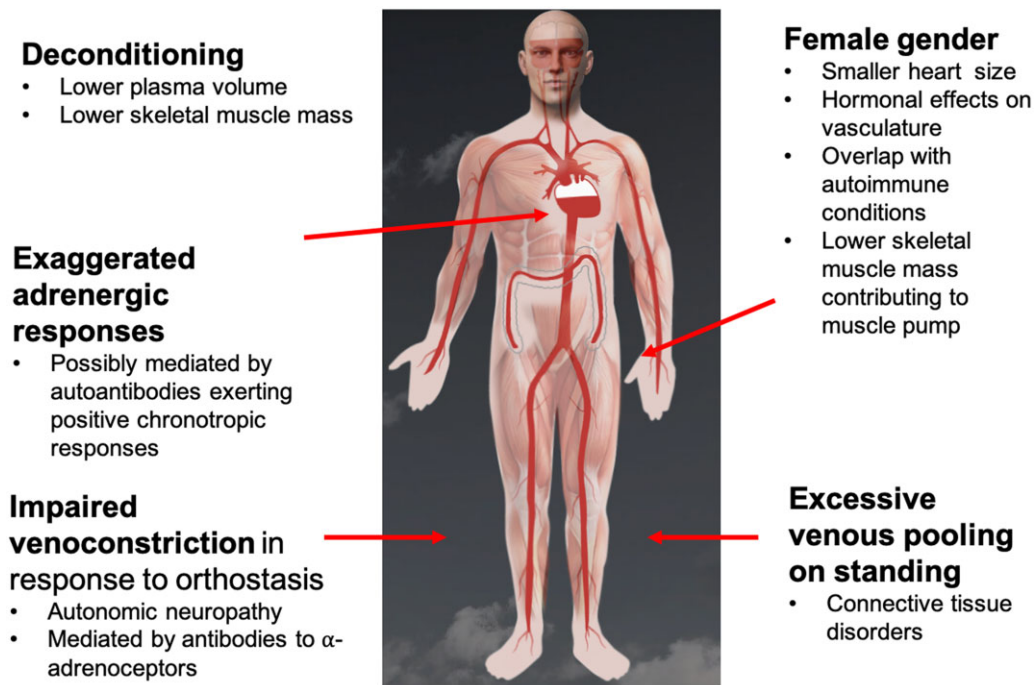 Deconditioning
• Lower plasma volume
• Lower skeletal muscle mass
Exaggerated
adrenergic
responses
• Possibly mediated by
autoantibodies exerting
positive chronotropic
responses
Impaired
venoconstriction in
response to orthostasis
• Autonomic neuropathy
• Mediated by antibodies to α-
adrenoceptors
Female gender
• Smaller heart size
• Hormonal effects on
vasculature
• Overlap with
autoimmune
conditions
• Lower skeletal
muscle mass
contributing to
muscle pump
Excessive
venous pooling
on standing
• Connective tissue
disorders